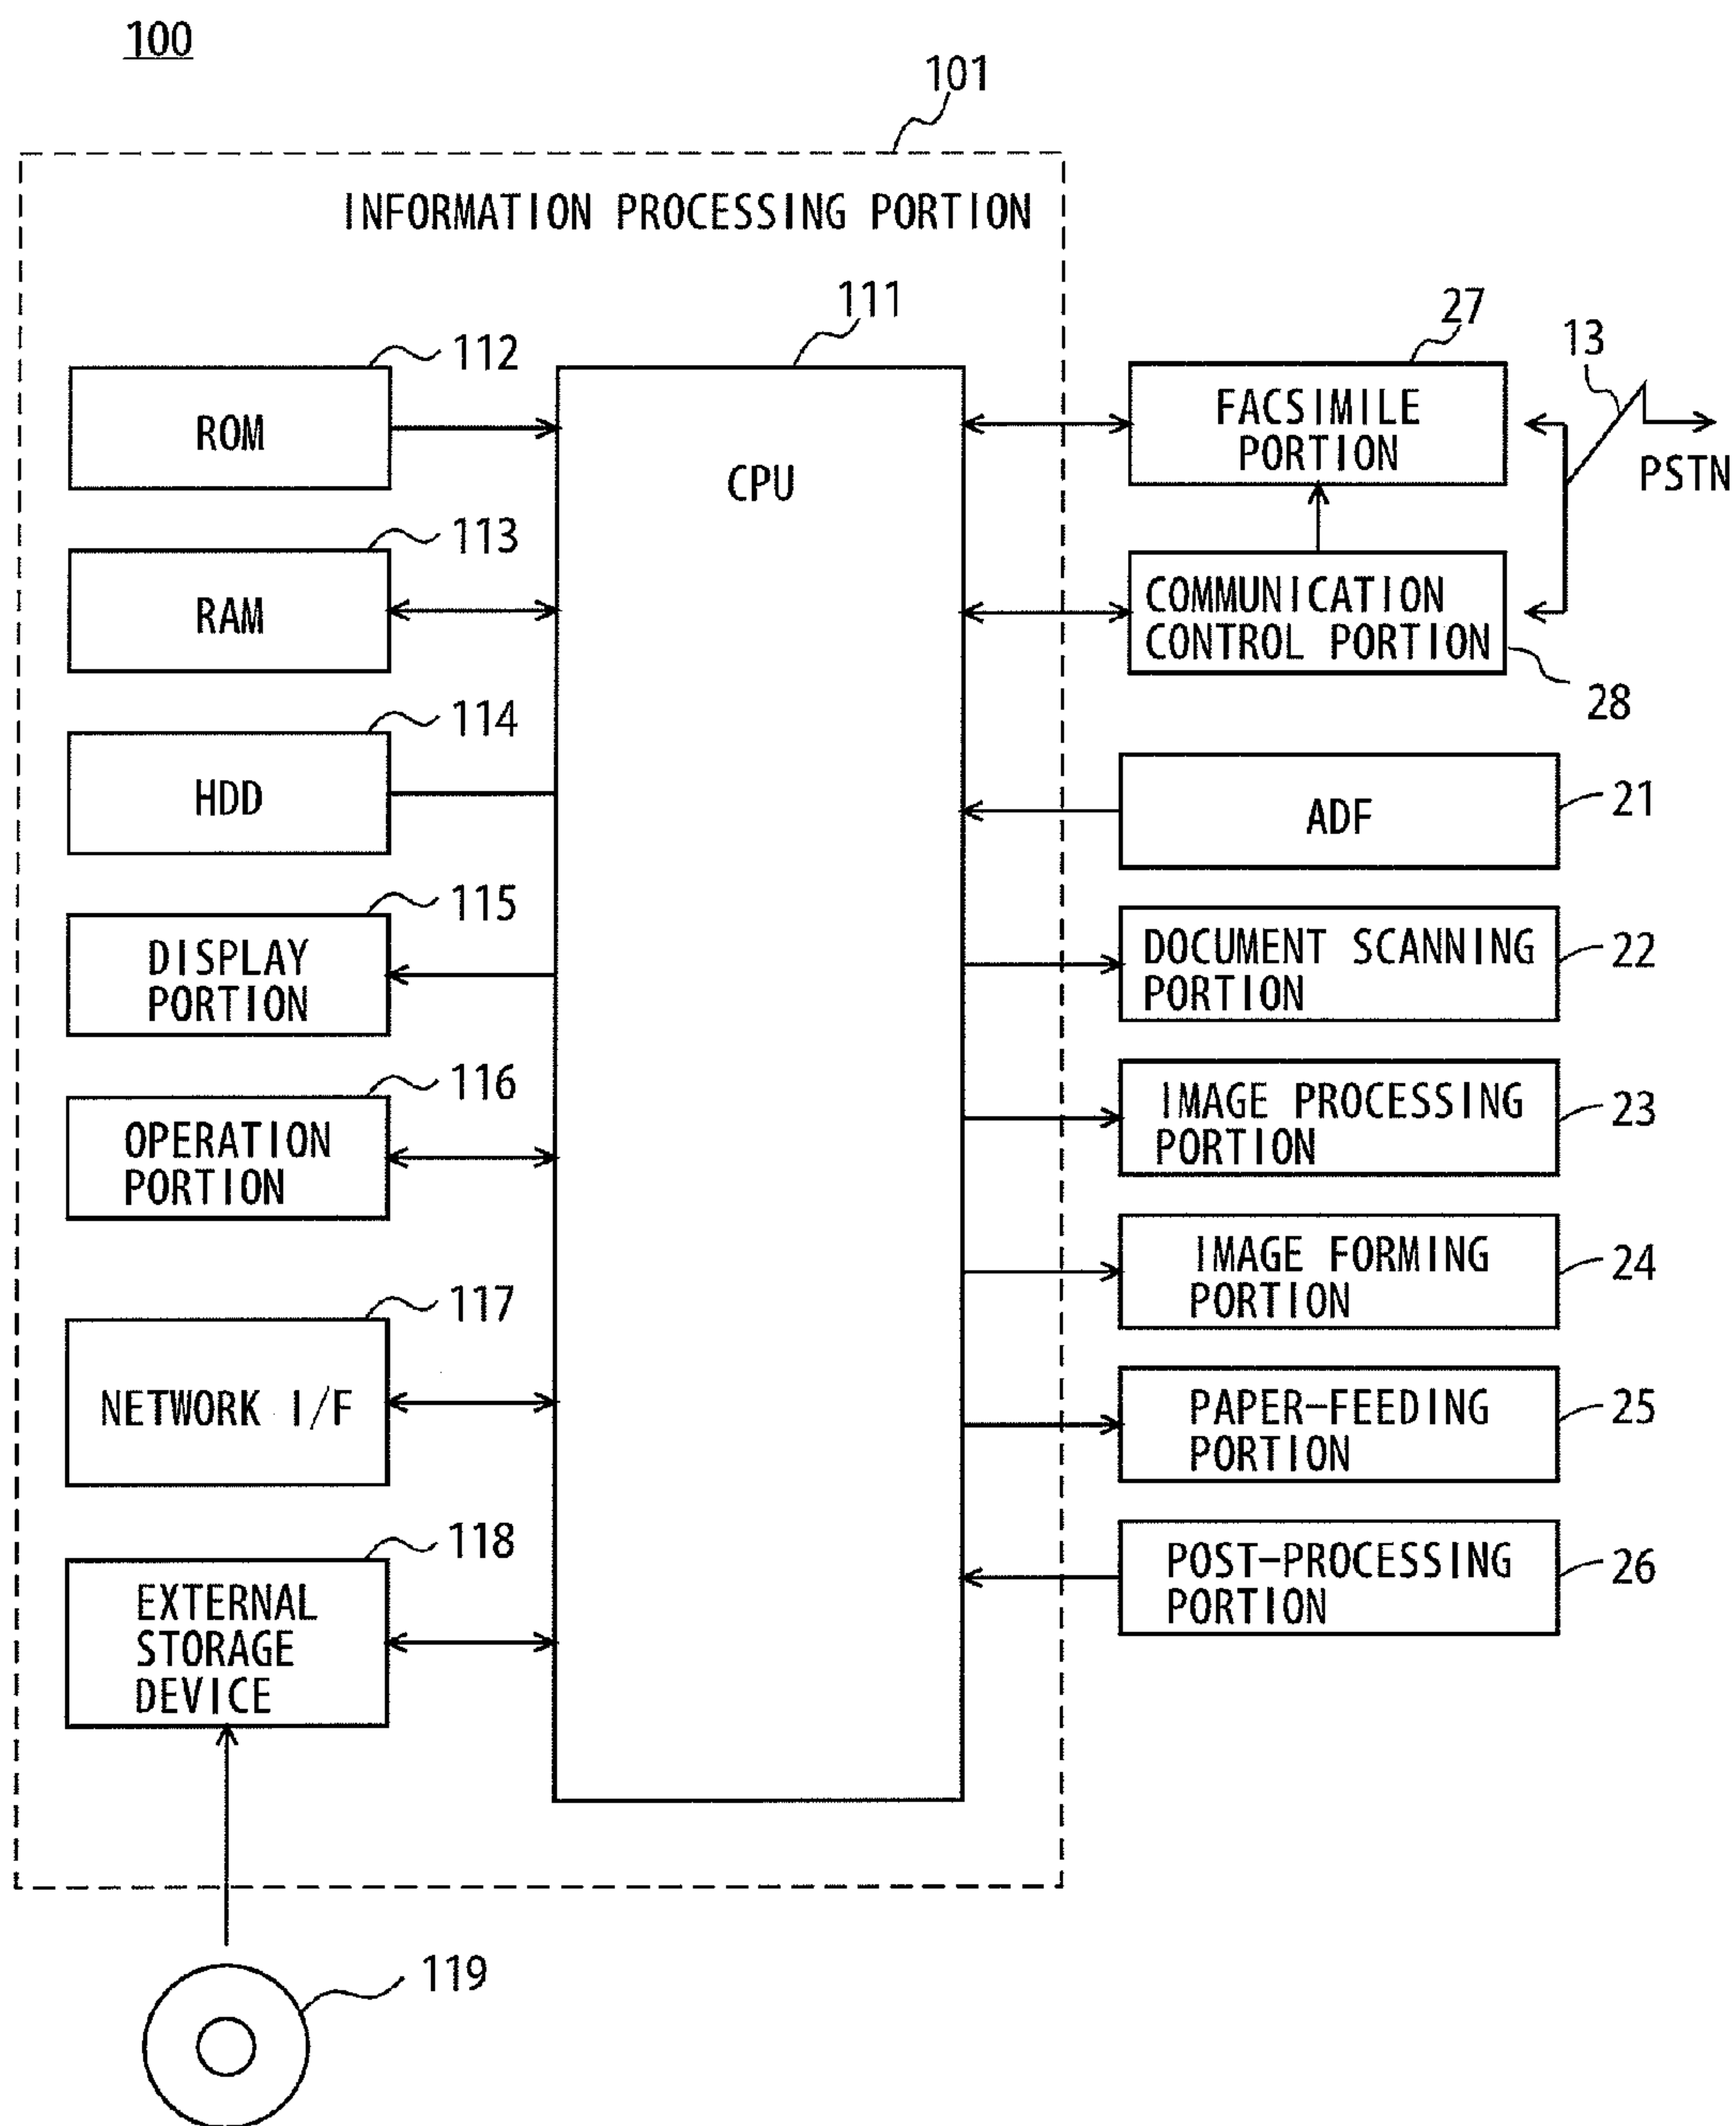 100
101
INFORMATION PROCESSING PORTION
111
CPU
112
ROM
113
RAM
114
HDD
115
DISPLAY
PORTION
116
OPERATION
PORTION
117
NETWORK I/F
118
EXTERNAL
STORAGE
DEVICE
119
27
FACSIMILE
PORTION
13
PSTN
COMMUNICATION
CONTROL PORTION
28
ADF
21
DOCUMENT SCANNING
PORTION
22
IMAGE PROCESSING
PORTION
23
IMAGE FORMING
PORTION
24
PAPER-FEEDING
PORTION
25
POST-PROCESSING
PORTION
26